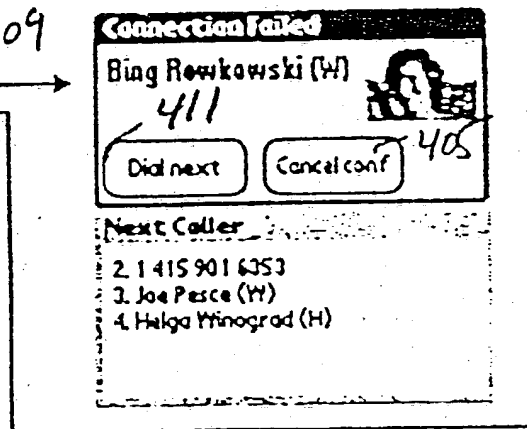 09
Connection Failed
Bing Rowkowski (W)
411
405
Dial next Cancel conf
Next Caller
2. 1 415 901 6353
3. Joe Pesce (W)
4. Helga Winograd (H)